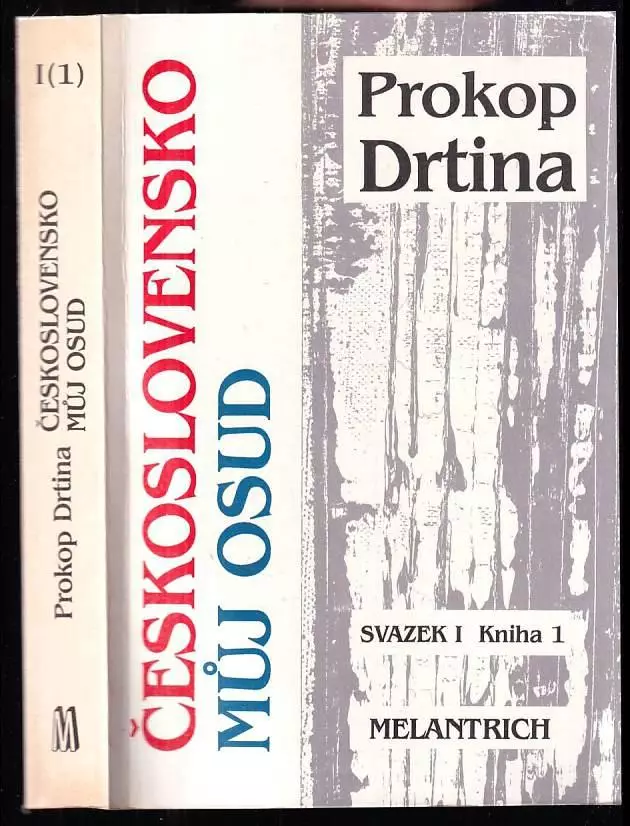 I(1)
Prokop Drtina
ČESKOSLOVENSKO
MŮJ OSUD
M
ČESKOSLOVENSKO
MŮJ OSUD
Prokop
Drtina
SVAZEK I Kniha 1
MELANTRICH